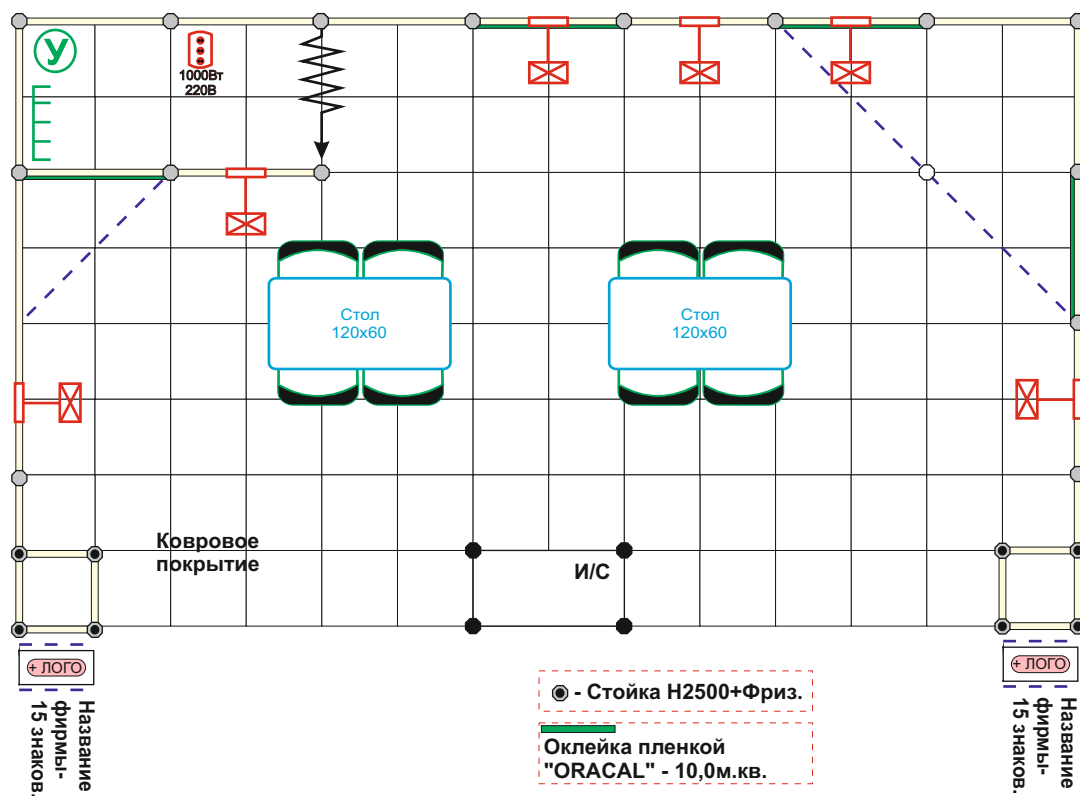 У
1000Вт
220В
Стол
120x60
Стол
120x60
Ковровое
покрытие
И/С
+ ЛОГО
+ ЛОГО
Название
фирмы-
15 знаков.
Название
фирмы-
15 знаков.
- Стойка H2500+Фриз.
Оклейка пленкой
"ORACAL" - 10,0м.кв.